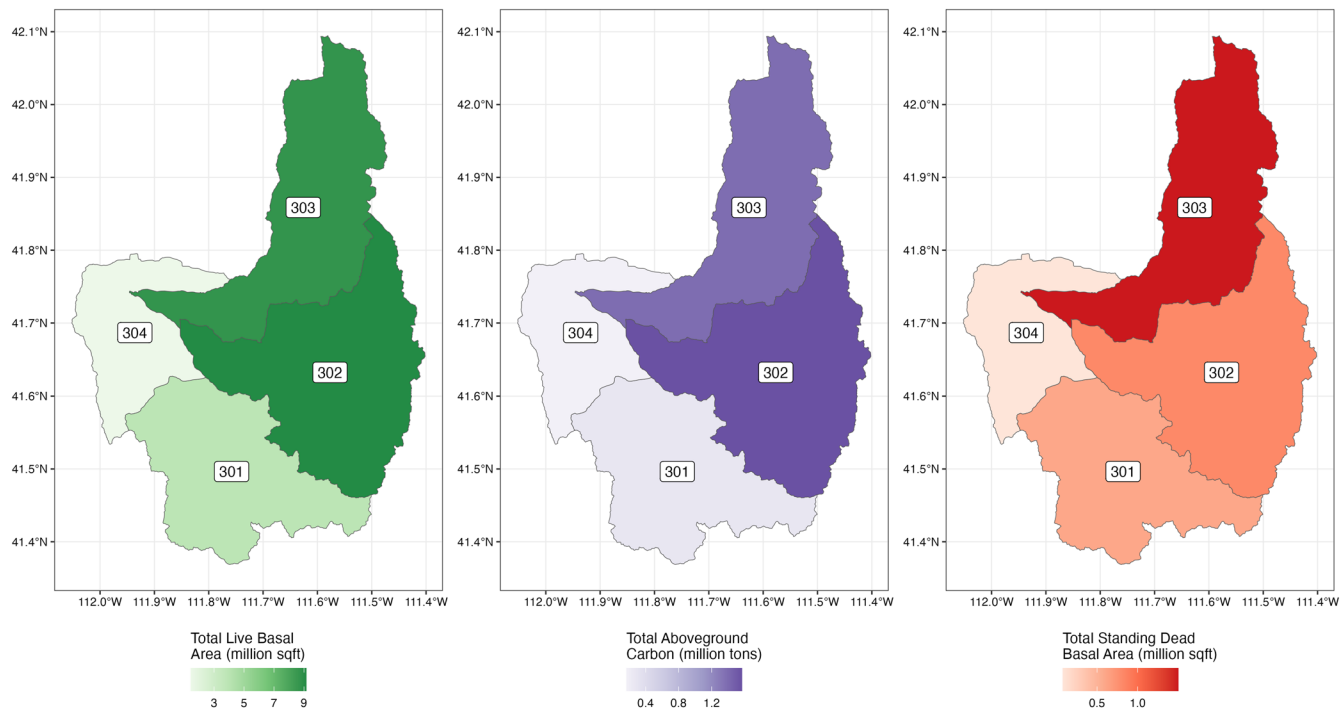 42.1°N
42.0°N
41.9°N
41.8°N
41.7°N
41.6°N
41.5°N
41.4°N
303
304
302
301
112.0°W 111.9°W 111.8°W 111.7°W 111.6°W 111.5°W 111.4°W
Total Live Basal
Area (million sqft)
3 5 7 9
42.1°N
42.0°N
41.9°N
41.8°N
41.7°N
41.6°N
41.5°N
41.4°N
303
304
302
301
112.0°W 111.9°W 111.8°W 111.7°W 111.6°W 111.5°W 111.4°W
Total Aboveground
Carbon (million tons)
0.4 0.8 1.2
42.1°N
42.0°N
41.9°N
41.8°N
41.7°N
41.6°N
41.5°N
41.4°N
303
304
302
301
112.0°W 111.9°W 111.8°W 111.7°W 111.6°W 111.5°W 111.4°W
Total Standing Dead
Basal Area (million sqft)
0.5 1.0